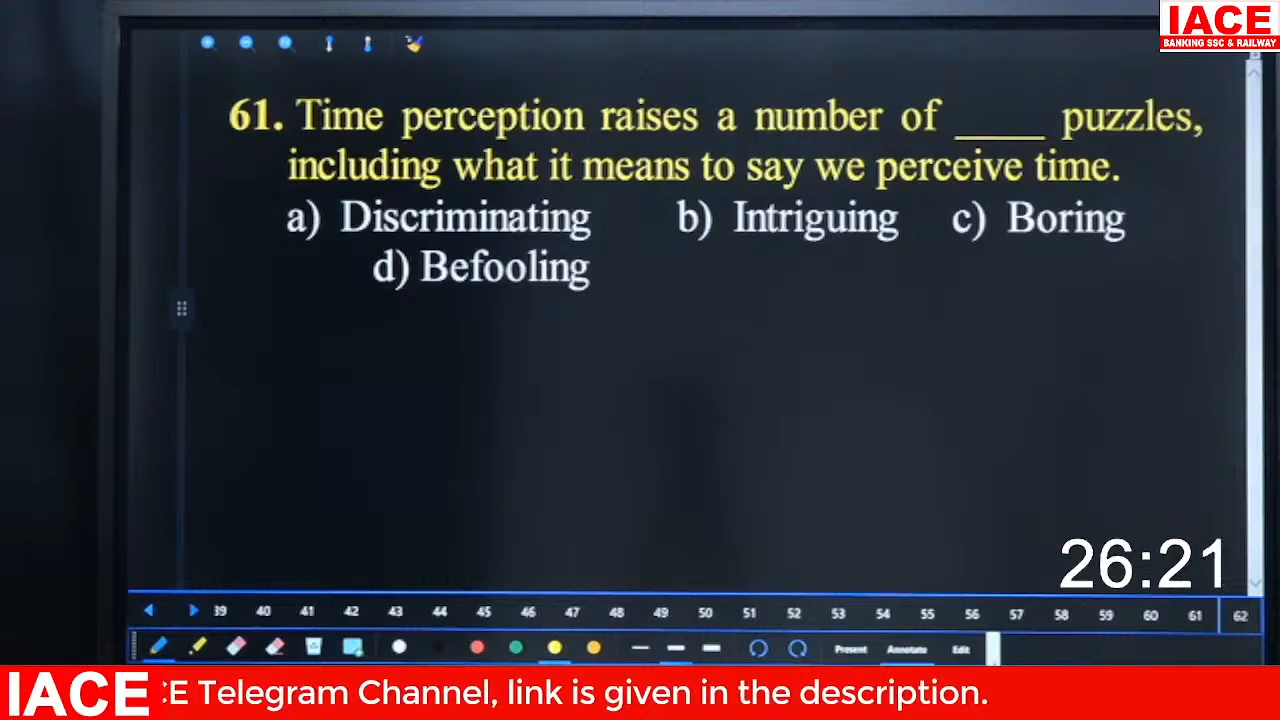 IACE
BANKING SSC & RAILWAY
61. Time perception raises a number of ____ puzzles,
including what it means to say we perceive time.
a) Discriminating b) Intriguing c) Boring
d) Befooling
26:21
39 40 41 42 43 44 45 46 47 48 49 50 51 52 53 54 55 56 57 58 59 60 61 62
Present Annotate Edit
IACE :E Telegram Channel, link is given in the description.